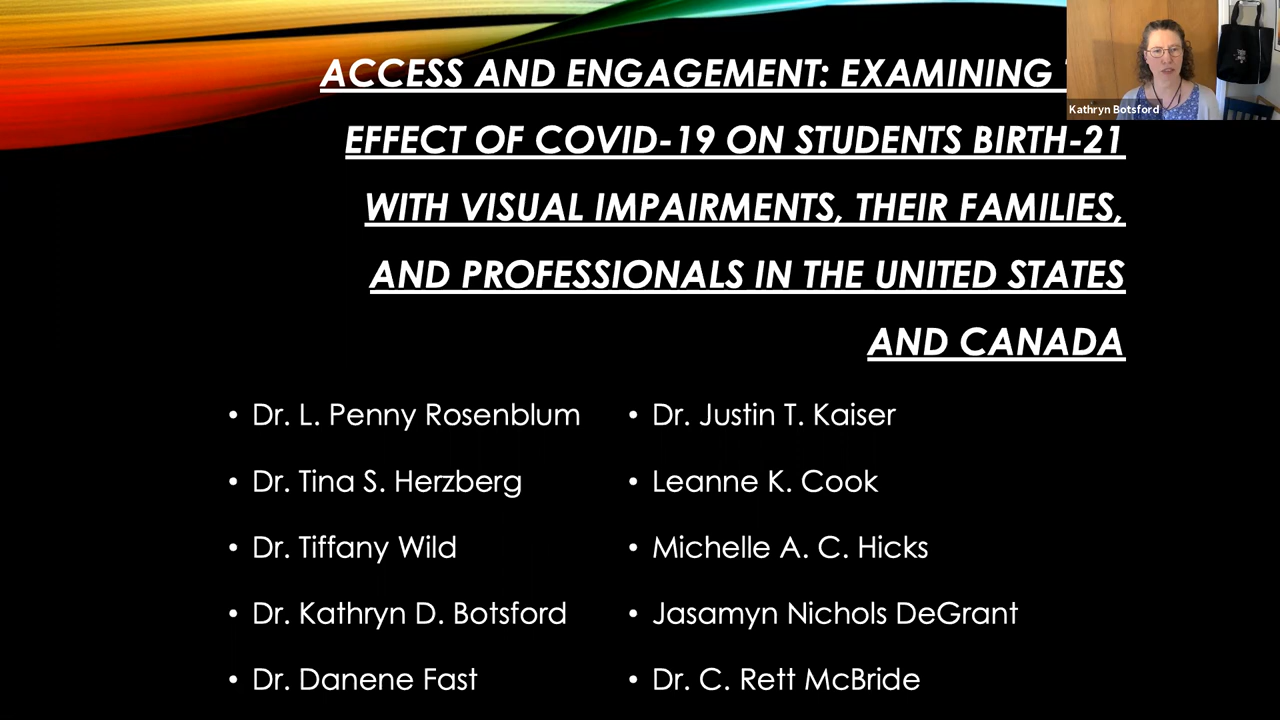 ACCESS AND ENGAGEMENT: EXAMINING
EFFECT OF COVID-19 ON STUDENTS BIRTH-21
WITH VISUAL IMPAIRMENTS, THEIR FAMILIES,
AND PROFESSIONALS IN THE UNITED STATES
AND CANADA
Kathryn Botsford
• Dr. L. Penny Rosenblum
• Dr. Tina S. Herzberg
• Dr. Tiffany Wild
• Dr. Kathryn D. Botsford
• Dr. Danene Fast
• Dr. Justin T. Kaiser
• Leanne K. Cook
• Michelle A. C. Hicks
• Jasamyn Nichols DeGrant
• Dr. C. Rett McBride